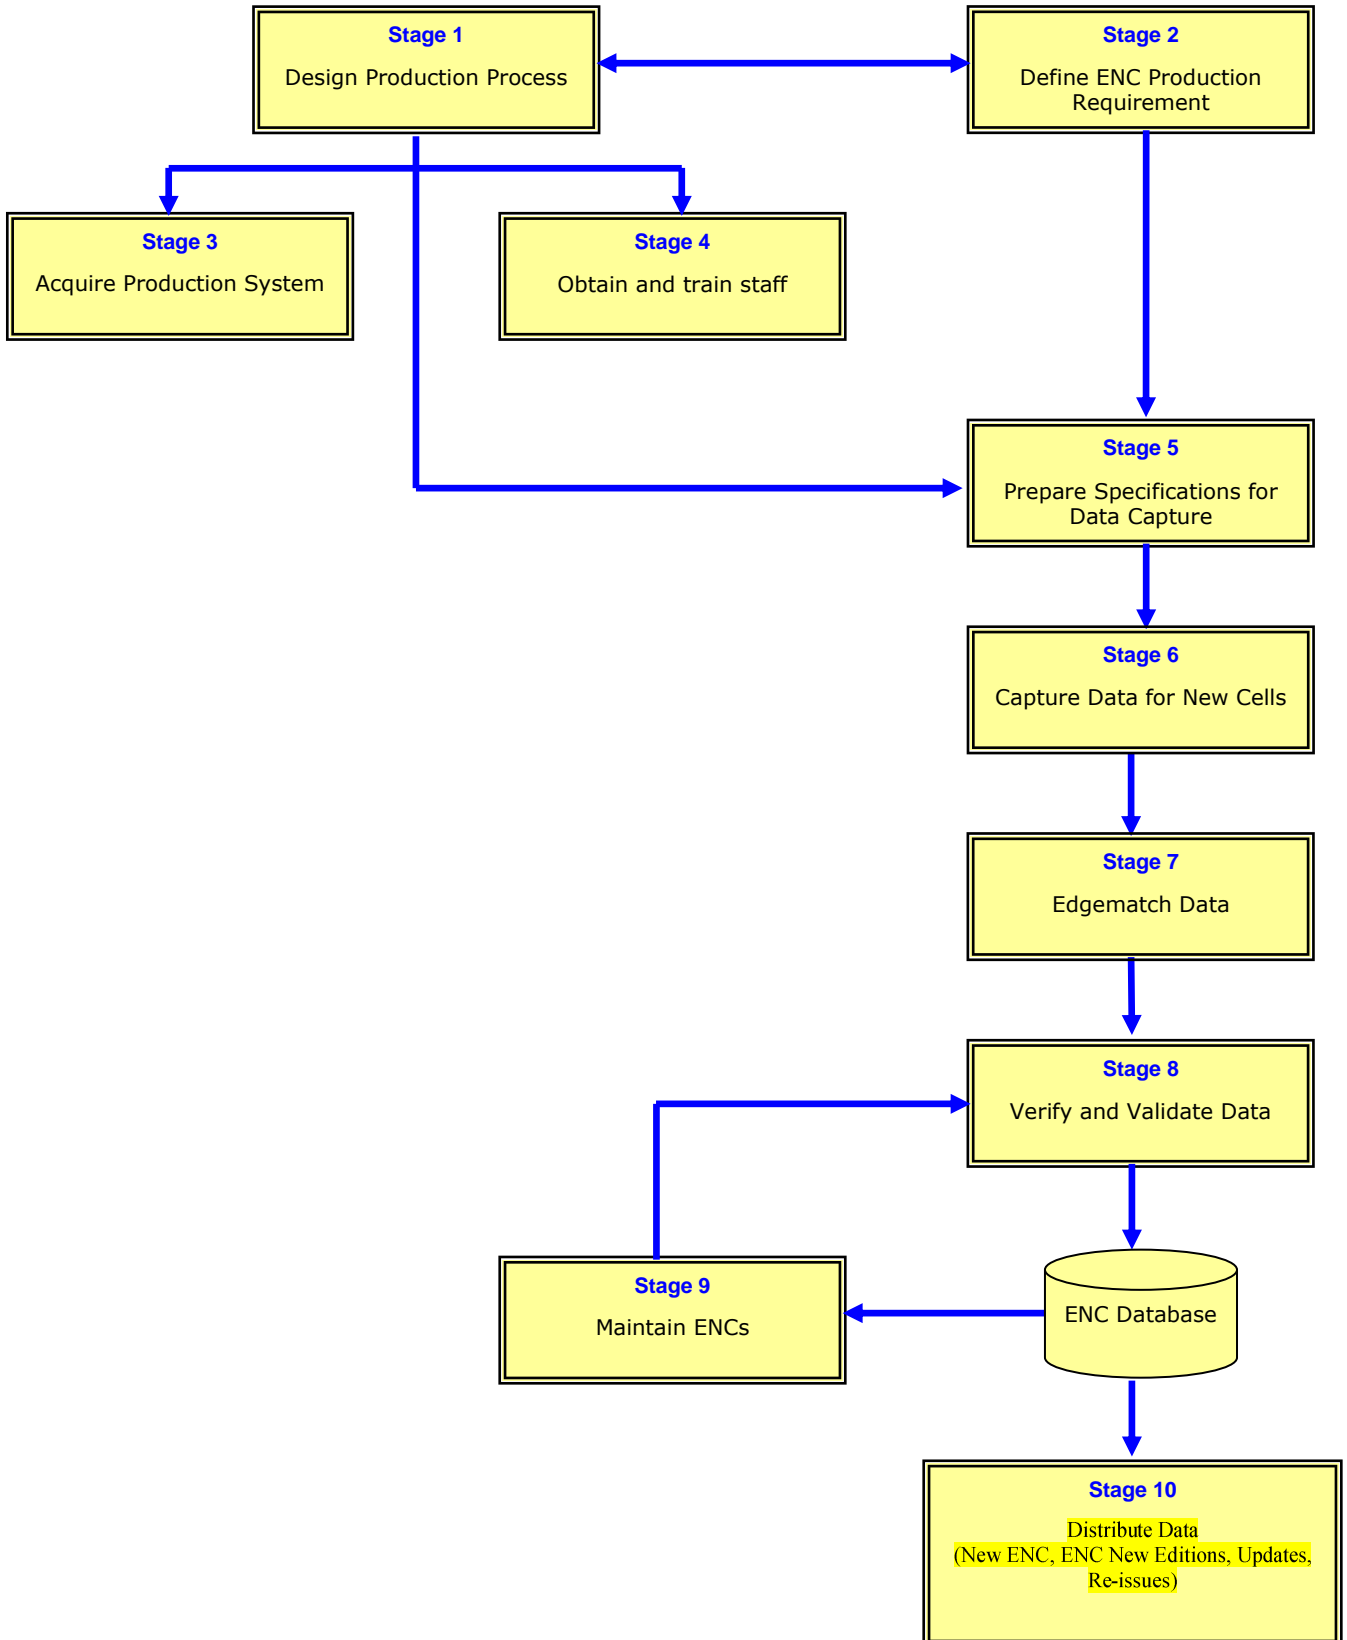 Stage 1
Design Production Process
Stage 2
Define ENC Production
Requirement
Stage 3
Acquire Production System
Stage 4
Obtain and train staff
Stage 5
Prepare Specifications for
Data Capture
Stage 6
Capture Data for New Cells
Stage 7
Edgematch Data
Stage 8
Verify and Validate Data
Stage 9
Maintain ENCs
ENC Database
Stage 10
Distribute Data
(New ENC, ENC New Editions, Updates,
Re-issues)